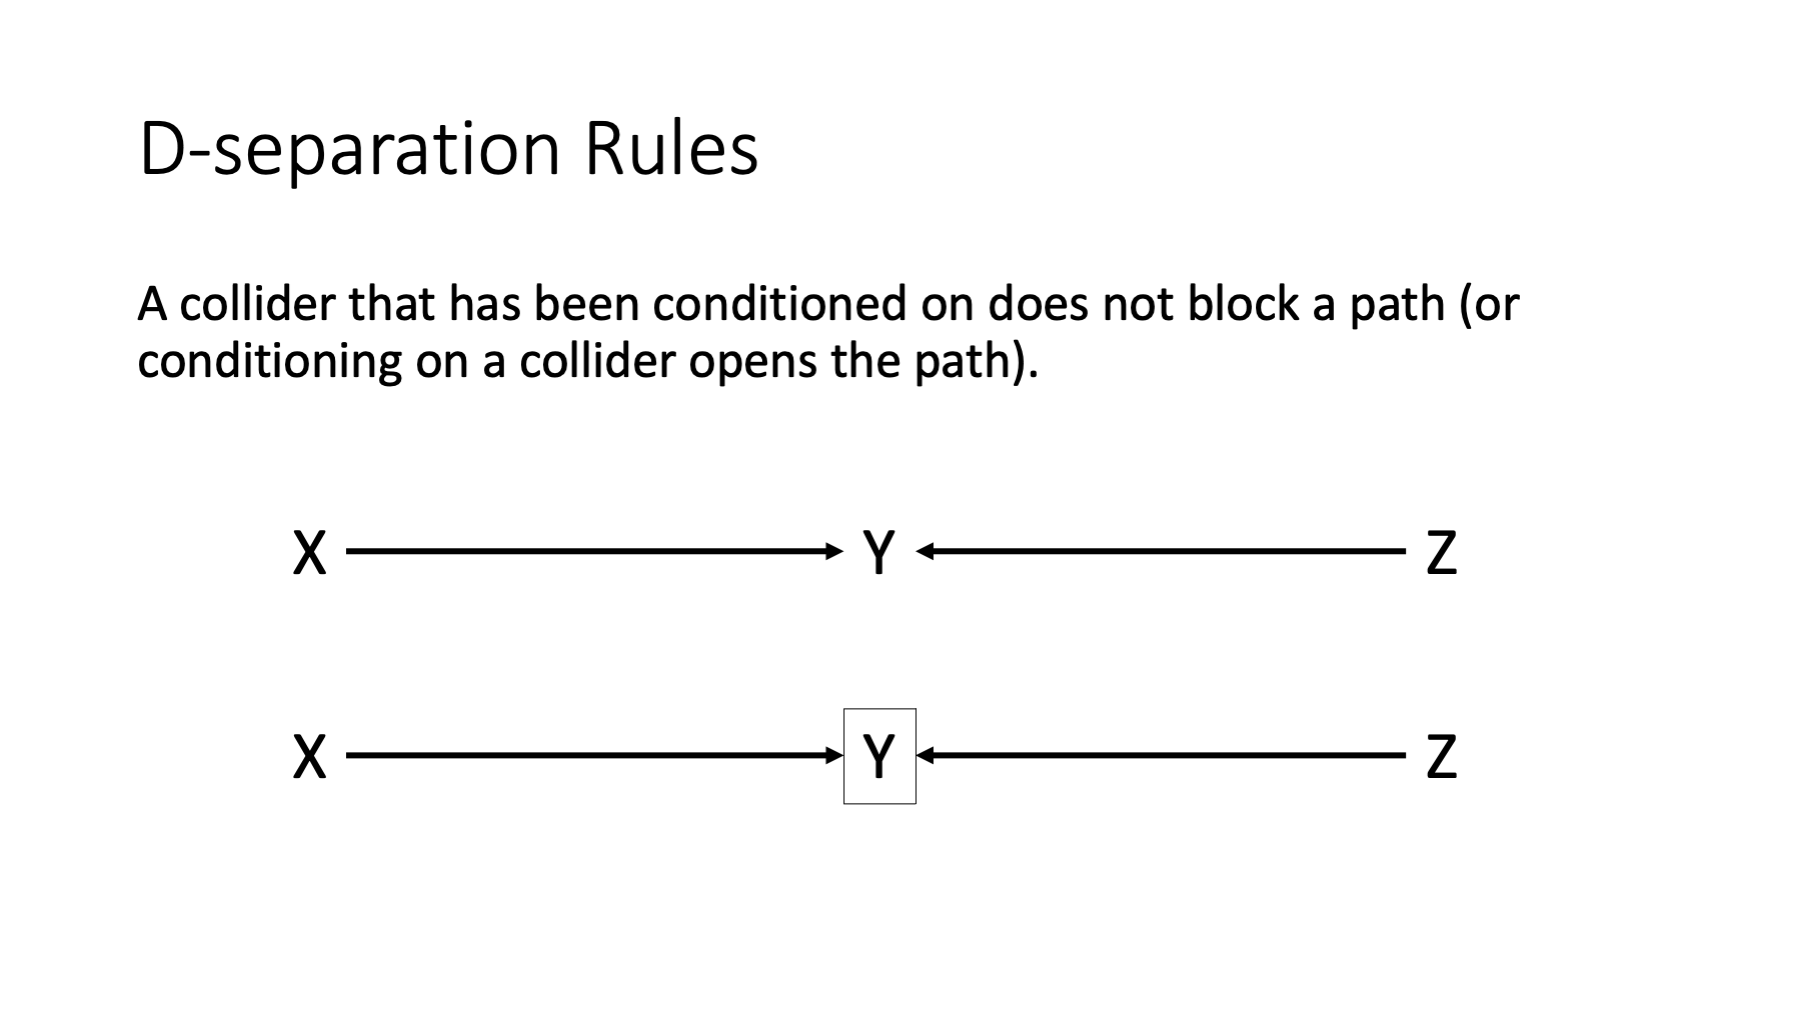 D-separation Rules
A collider that has been conditioned on does not block a path (or
conditioning on a collider opens the path).
X Y Z
X Y Z